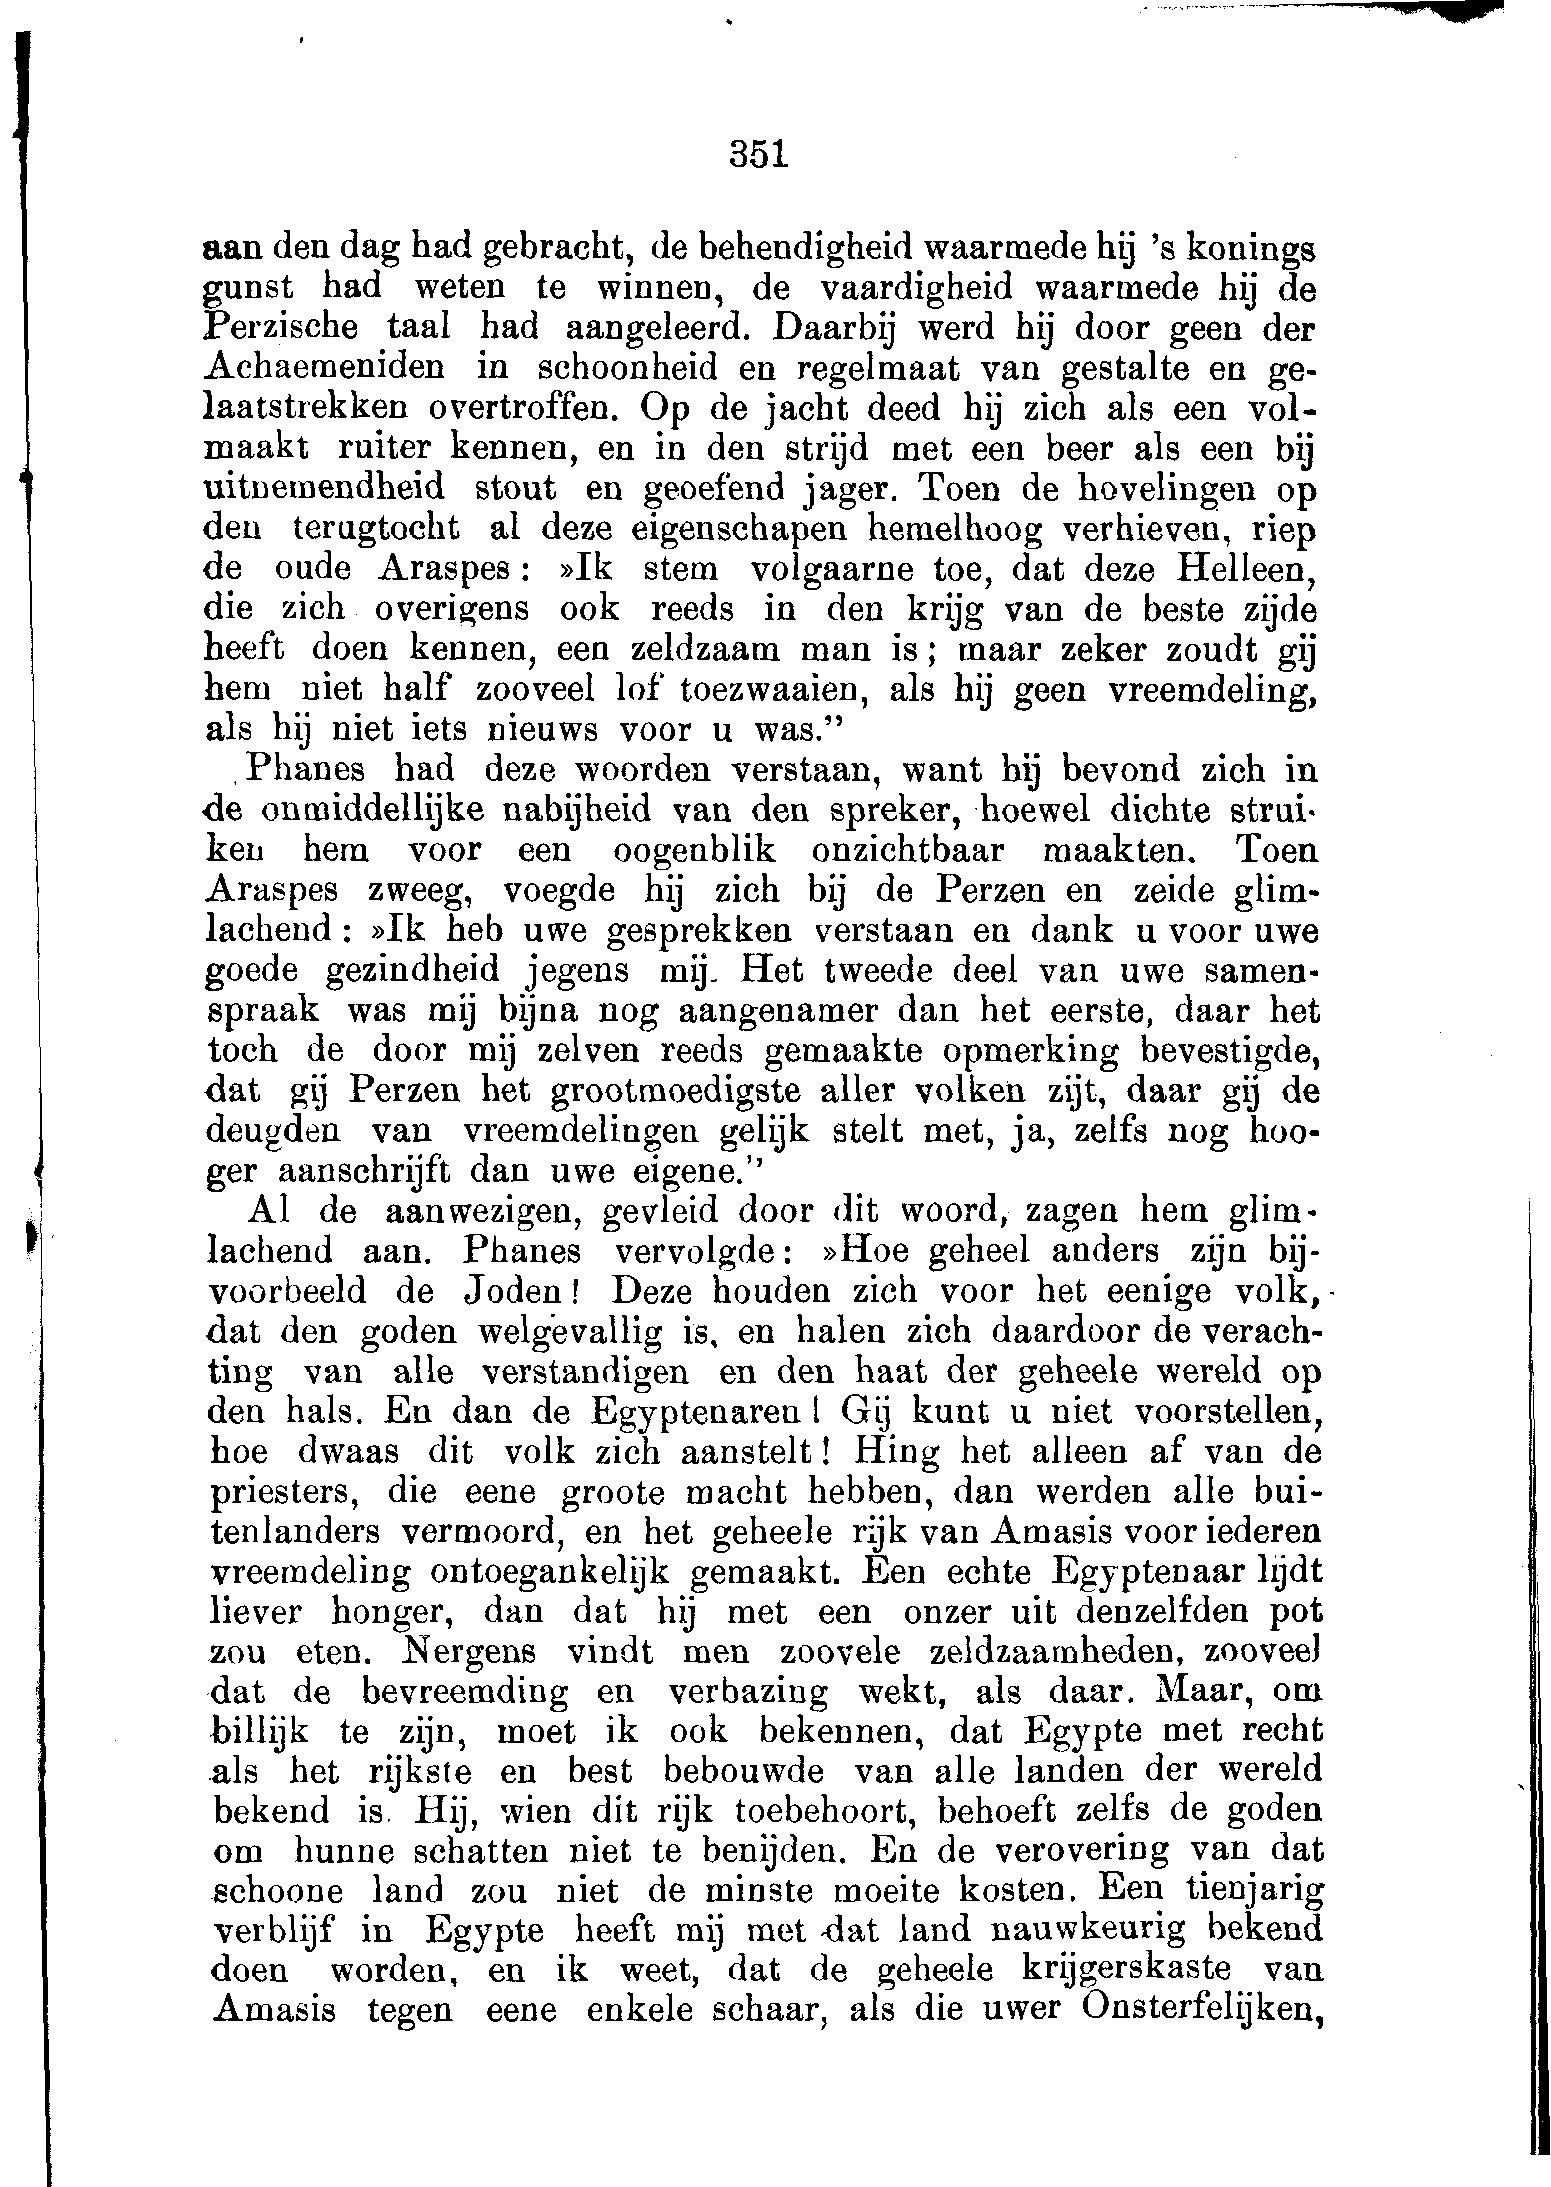 351
aan den dag had gebracht, de behendigheid waarmede hij 's konings
gunst had weten te winnen, de vaardigheid waarmede hij de
Perzische taal had aangeleerd. Daarbij werd hij door geen der
Achaemeniden in schoonheid en regelmaat van gestalte en ge-
laatstrekken overtroffen. Op de jacht deed hij zich als een vol-
maakt ruiter kennen, en in den strijd met een beer als een bij
uitnemendheid stout en geoefend jager. Toen de hovelingen op
den terugtocht al deze eigenschapen hemelhoog verhieven, riep
de oude Araspes: »Ik stem volgaarne toe, dat deze Helleen,
die zich overigens ook reeds in den krijg van de beste zijde
heeft doen kennen, een zeldzaam man is; maar zeker zoudt gij
hem niet half zooveel lof toezwaaien, als hij geen vreemdeling,
als hij niet iets nieuws voor u was."
Phanes had deze woorden verstaan, want hij bevond zich in
de onmiddellijke nabijheid van den spreker, hoewel dichte strui-
ken hem voor een oogenblik onzichtbaar maakten. Toen
Araspes zweeg, voegde hij zich bij de Perzen en zeide glim-
lachend: »Ik heb uwe gesprekken verstaan en dank u voor uwe
goede gezindheid jegens mij. Het tweede deel van uwe samen-
spraak was mij bijna nog aangenamer dan het eerste, daar het
toch de door mij zelven reeds gemaakte opmerking bevestigde,
dat gij Perzen het grootmoedigste aller volken zijt, daar gij de
deugden van vreemdelingen gelijk stelt met, ja, zelfs nog hoo-
ger aanschrijft dan uwe eigene."
Al de aanwezigen, gevleid door dit woord, zagen hem glim-
lachend aan. Phanes vervolgde: »Hoe geheel anders zijn bij-
voorbeeld de Joden! Deze houden zich voor het eenige volk,
dat den goden welgevallig is, en halen zich daardoor de verach-
ting van alle verstandigen en den haat der geheele wereld op
den hals. En dan de Egyptenaren! Gij kunt u niet voorstellen,
hoe dwaas dit volk zich aanstelt! Hing het alleen af van de
priesters, die eene groote macht hebben, dan werden alle bui-
tenlanders vermoord, en het geheele rijk van Amasis voor iederen
vreemdeling ontoegankelijk gemaakt. Een echte Egyptenaar lijdt
liever honger, dan dat hij met een onzer uit denzelfden pot
zou eten. Nergens vindt men zoovele zeldzaamheden, zooveel
dat de bevreemding en verbazing wekt, als daar. Maar, om
billijk te zijn, moet ik ook bekennen, dat Egypte met recht
als het rijkste en best bebouwde van alle landen der wereld
bekend is. Hij, wien dit rijk toebehoort, behoeft zelfs de goden
om hunne schatten niet te benijden. En de verovering van dat
schoone land zou niet de minste moeite kosten. Een tienjarig
verblijf in Egypte heeft mij met dat land nauwkeurig bekend
doen worden, en ik weet, dat de geheele krijgerskaste van
Amasis tegen eene enkele schaar, als die uwer Onsterfelijken,